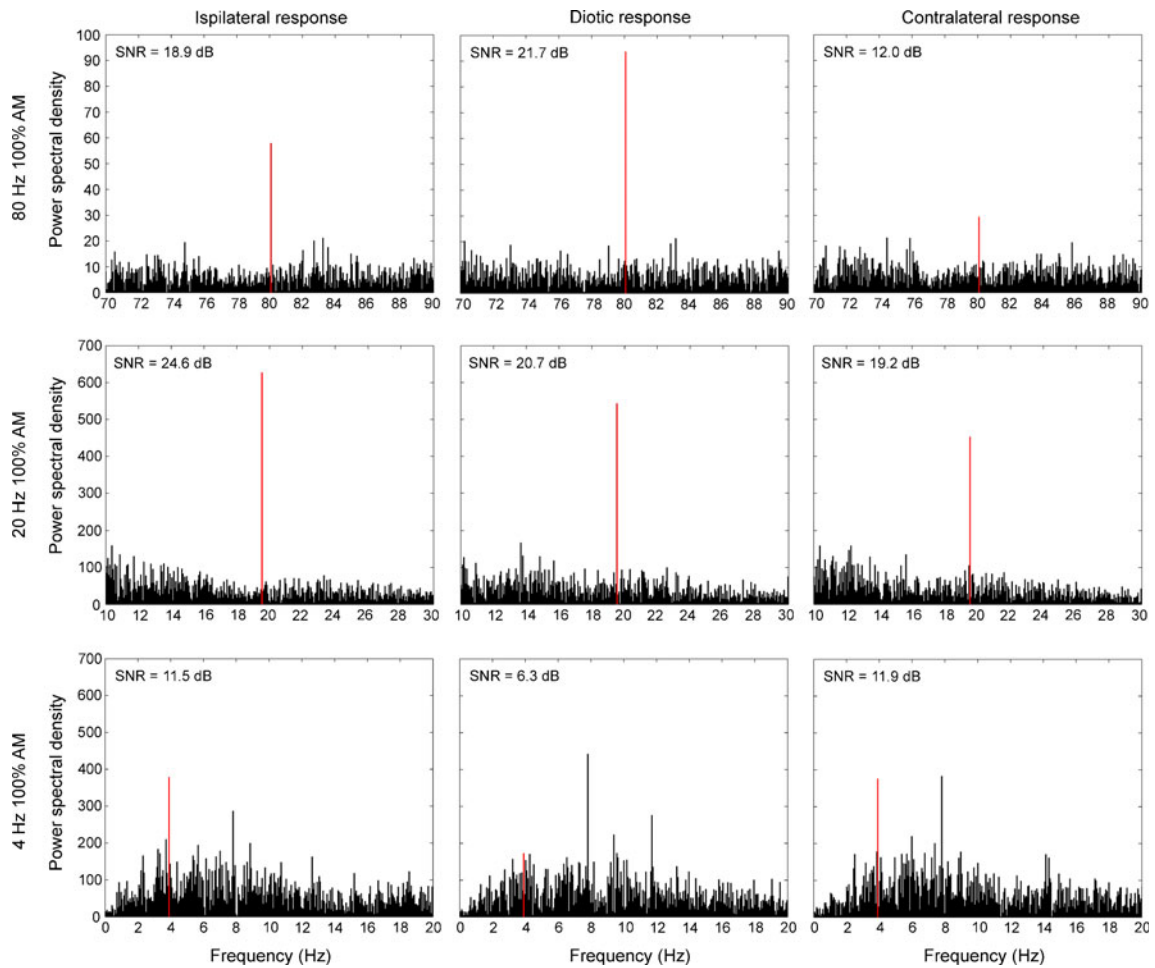 Ispilateral response
Diotic response
Contralateral response
80 Hz 100% AM
Power spectral density
100
90
80
70
60
50
40
30
20
10
0
SNR = 18.9 dB
SNR = 21.7 dB
SNR = 12.0 dB
70 72 74 76 78 80 82 84 86 88 90
70 72 74 76 78 80 82 84 86 88 90
70 72 74 76 78 80 82 84 86 88 90
20 Hz 100% AM
Power spectral density
700
600
500
400
300
200
100
0
SNR = 24.6 dB
SNR = 20.7 dB
SNR = 19.2 dB
10 12 14 16 18 20 22 24 26 28 30
10 12 14 16 18 20 22 24 26 28 30
10 12 14 16 18 20 22 24 26 28 30
4 Hz 100% AM
Power spectral density
700
600
500
400
300
200
100
0
SNR = 11.5 dB
SNR = 6.3 dB
SNR = 11.9 dB
0 2 4 6 8 10 12 14 16 18 20
0 2 4 6 8 10 12 14 16 18 20
0 2 4 6 8 10 12 14 16 18 20
Frequency (Hz)
Frequency (Hz)
Frequency (Hz)